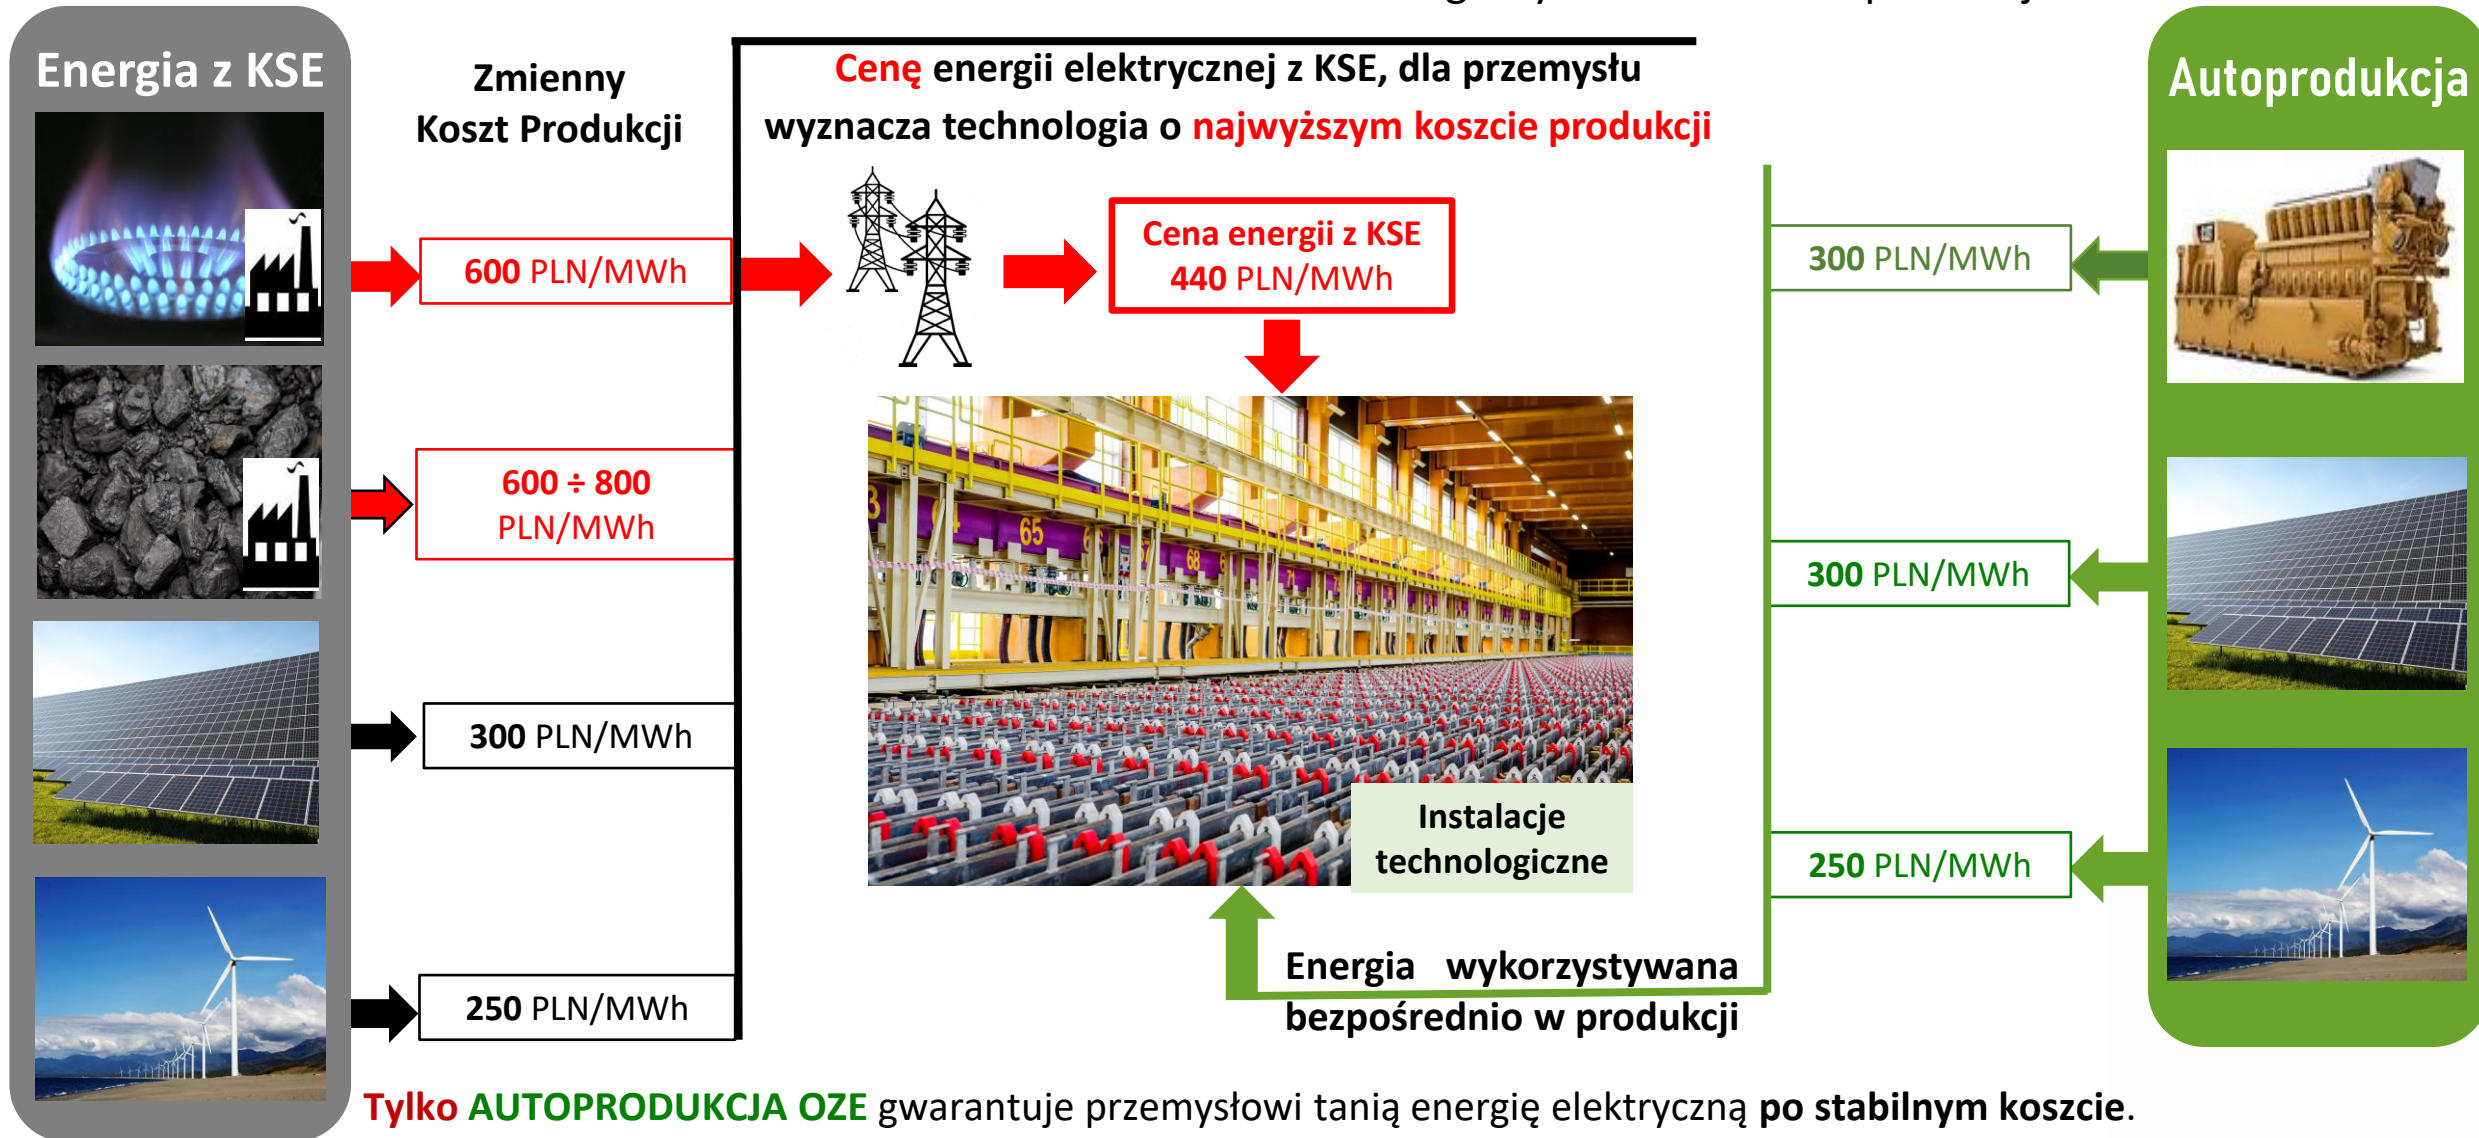 Energia z KSE
Zmienny
Koszt Produkcji
Cenę energii elektrycznej z KSE, dla przemysłu
wyznacza technologia o najwyższym koszcie produkcji
Autoprodukcja
600 PLN/MWh
Cena energii z KSE
440 PLN/MWh
300 PLN/MWh
600 ÷ 800
PLN/MWh
65
68
71
300 PLN/MWh
300 PLN/MWh
Instalacje
technologiczne
250 PLN/MWh
250 PLN/MWh
Energia wykorzystywana
bezpośrednio w produkcji
Tylko AUTOPRODUKCJA OZE gwarantuje przemysłowi tanią energię elektryczną po stabilnym koszcie.